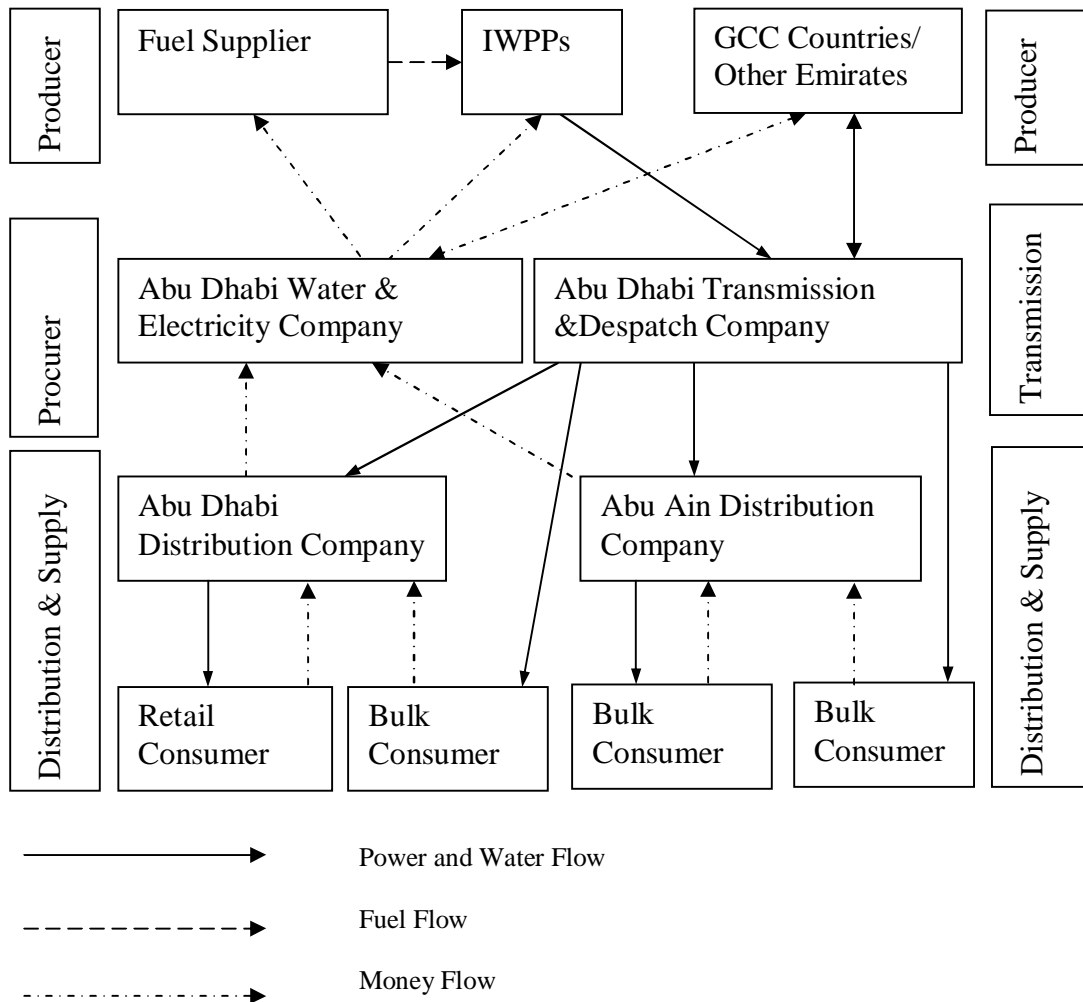 Producer
Fuel Supplier
IWPPs
GCC Countries/
Other Emirates
Producer
Procurer
Abu Dhabi Water &
Electricity Company
Abu Dhabi Transmission
&Despatch Company
Transmission
Distribution & Supply
Abu Dhabi
Distribution Company
Abu Ain Distribution
Company
Distribution & Supply
Retail
Consumer
Bulk
Consumer
Bulk
Consumer
Bulk
Consumer
Power and Water Flow
Fuel Flow
Money Flow